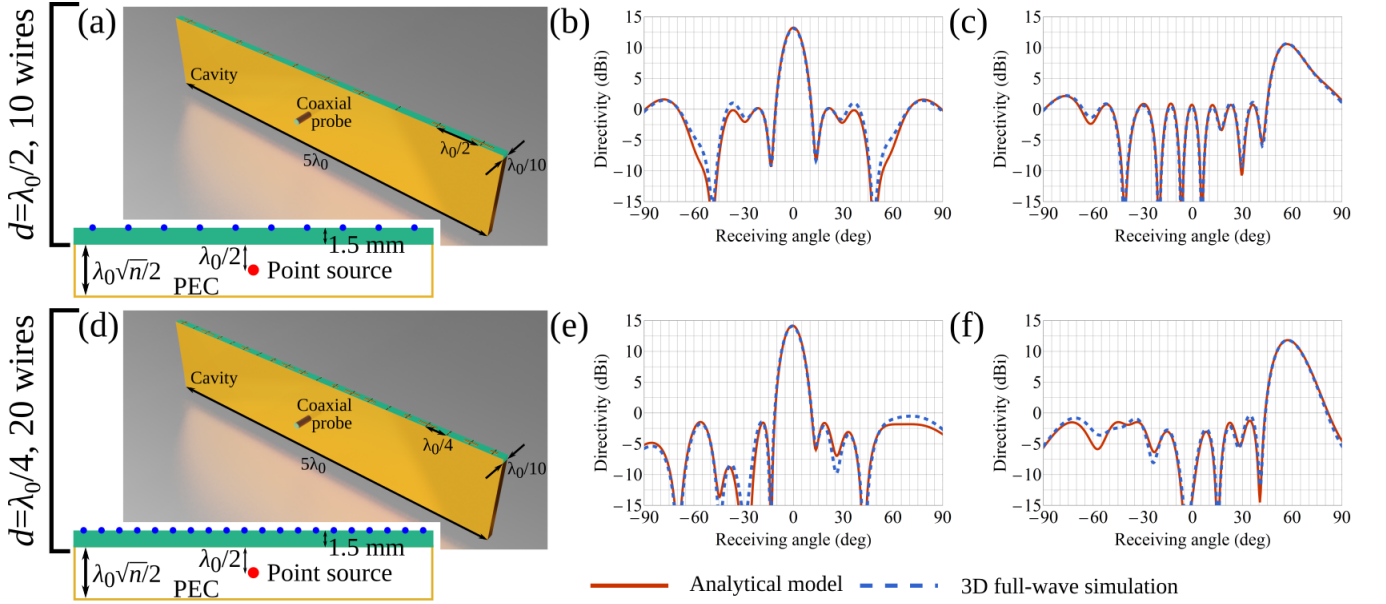 d=λ₀/2, 10 wires
(a)
Cavity
Coaxial
probe
5λ₀
λ₀/2
λ₀/10
1.5 mm
λ₀√n/2
λ₀/2
Point source
PEC
(b)
Directivity (dBi)
15
10
5
0
−5
−10
−15
−90 −60 −30 0 30 60 90
Receiving angle (deg)
(c)
Directivity (dBi)
15
10
5
0
−5
−10
−15
−90 −60 −30 0 30 60 90
Receiving angle (deg)
d=λ₀/4, 20 wires
(d)
Cavity
Coaxial
probe
5λ₀
λ₀/4
λ₀/10
1.5 mm
λ₀√n/2
λ₀/2
Point source
PEC
(e)
Directivity (dBi)
15
10
5
0
−5
−10
−15
−90 −60 −30 0 30 60 90
Receiving angle (deg)
(f)
Directivity (dBi)
15
10
5
0
−5
−10
−15
−90 −60 −30 0 30 60 90
Receiving angle (deg)
Analytical model
3D full-wave simulation